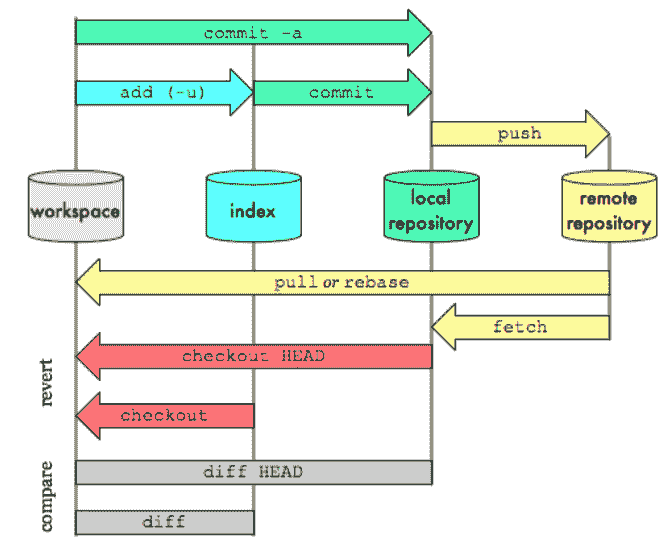 commit -a
add (-u)
commit
push
workspace
index
local
repository
remote
repository
pull or rebase
fetch
revert
checkout HEAD
checkout
compare
diff HEAD
diff